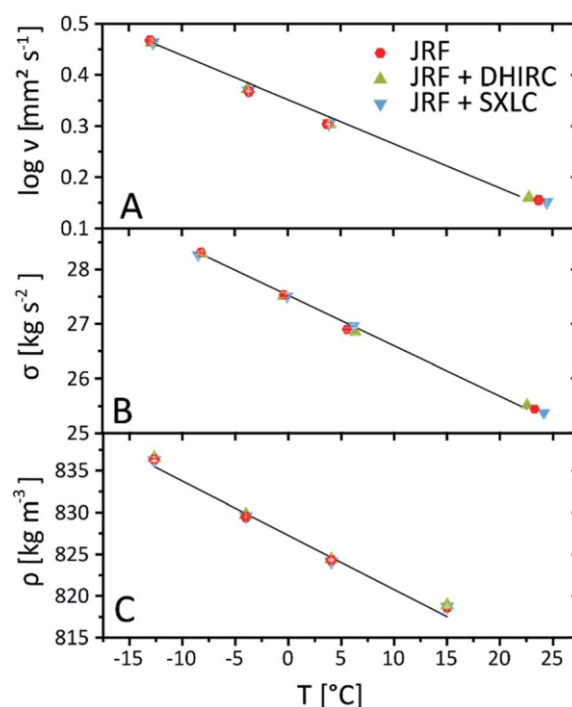 0.5
JRF
JRF + DHIRC
JRF + SXLC
0.4
0.3
0.2
0.1
log ν [mm² s⁻¹]
A
28
27
26
25
σ [kg s⁻²]
B
835
830
825
820
815
ρ [kg m⁻³]
C
-15 -10 -5 0 5 10 15 20 25
T [°C]